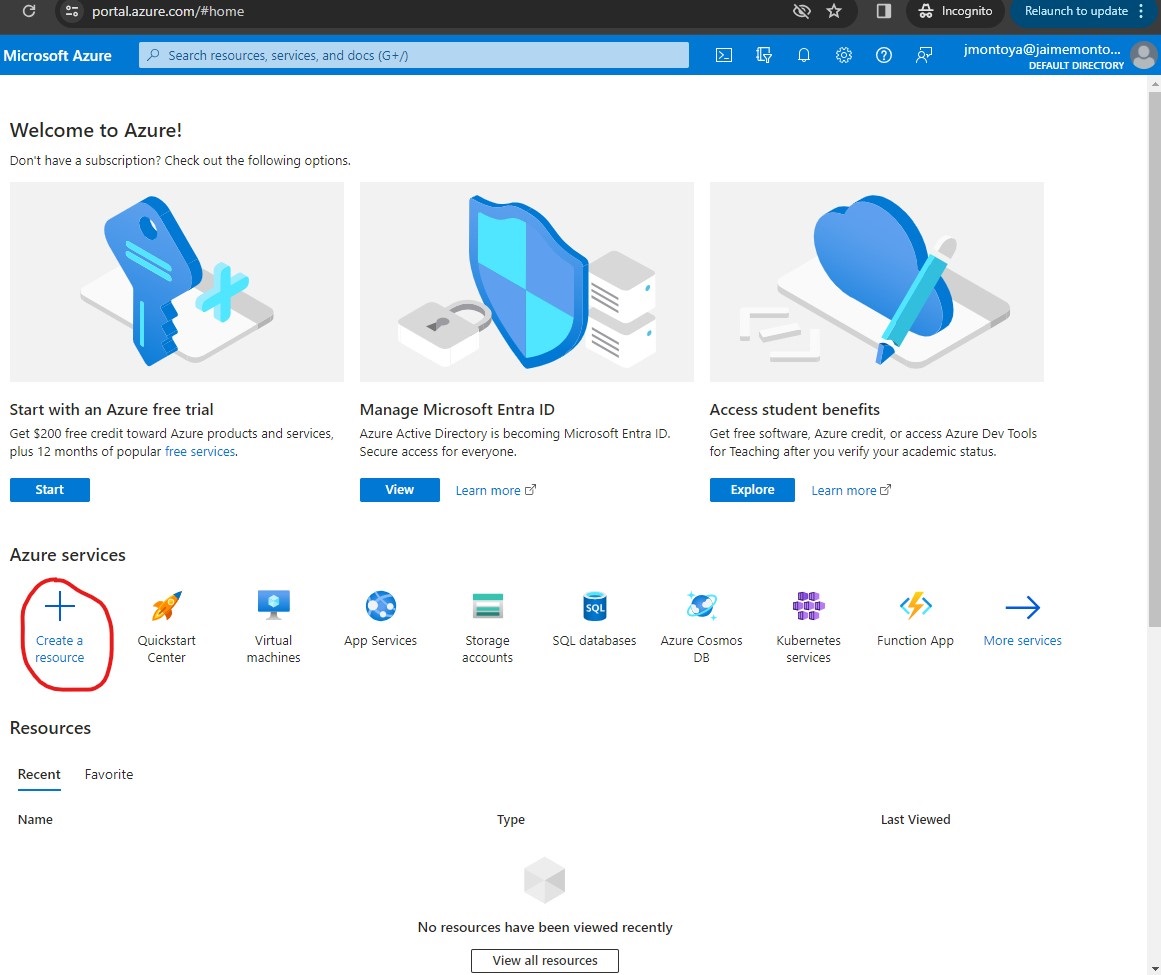 portal.azure.com/#home
Incognito
Relaunch to update
Microsoft Azure
Search resources, services, and docs (G+/)
jmontoya@jaimemonto...
DEFAULT DIRECTORY
Welcome to Azure!
Don't have a subscription? Check out the following options.
Start with an Azure free trial
Get $200 free credit toward Azure products and services,
plus 12 months of popular free services.
Start
Manage Microsoft Entra ID
Azure Active Directory is becoming Microsoft Entra ID.
Secure access for everyone.
View
Learn more
Access student benefits
Get free software, Azure credit, or access Azure Dev Tools
for Teaching after you verify your academic status.
Explore
Learn more
Azure services
Create a
resource
Quickstart
Center
Virtual
machines
App Services
Storage
accounts
SQL
SQL databases
Azure Cosmos
DB
Kubernetes
services
Function App
More services
Resources
Recent
Favorite
Name
Type
Last Viewed
No resources have been viewed recently
View all resources